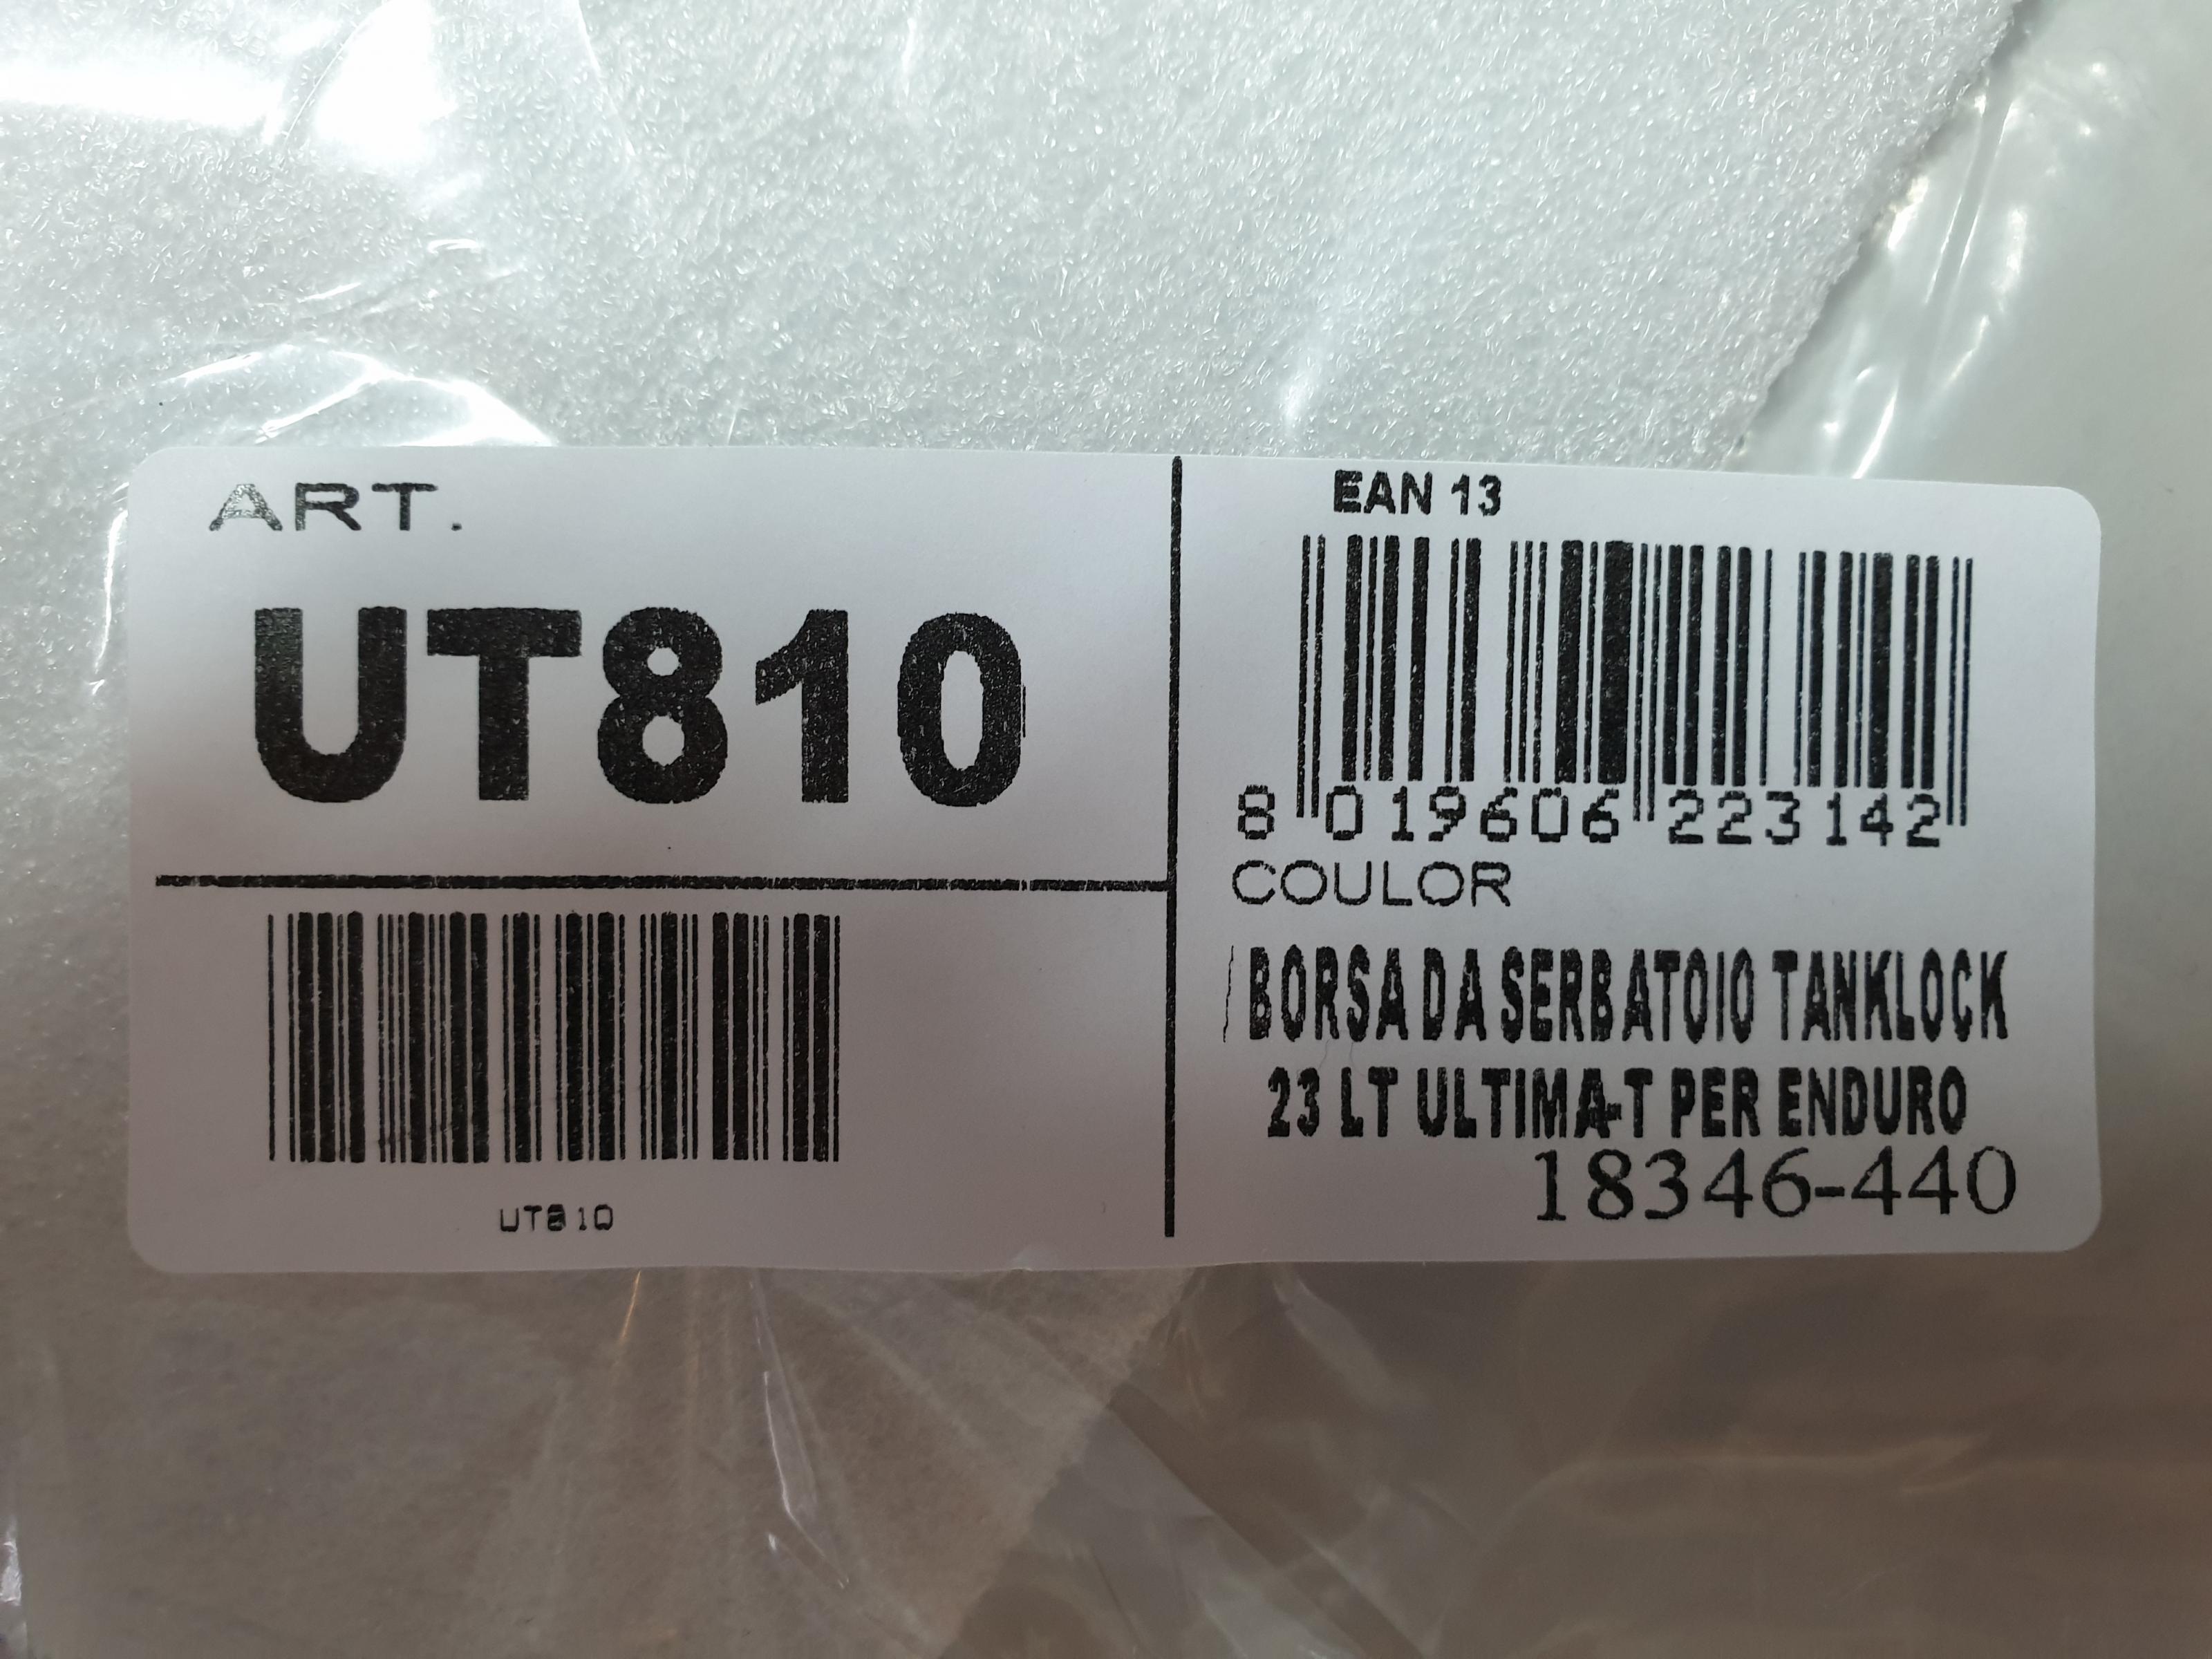 ART.
UT810
UT810
EAN 13
8 019606 223142
COULOR
BORSA DA SERBATOIO TANKLOCK
23 LT ULTIMA-T PER ENDURO
18346-440